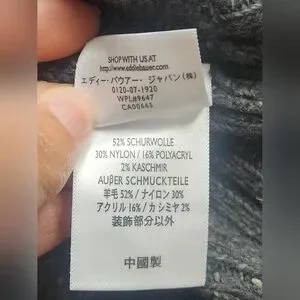 SHOP WITH US AT
http://www.eddiebauer.com
エディー・バウアー・ジャパン(株)
0120-07-1920
WPL#9647
CA00665
52% SCHURWOLLE
30% NYLON / 16% POLYACRYL
2% KASCHMIR
AUßER SCHMUCKTEILE
羊毛 52% / ナイロン 30%
アクリル 16% / カシミヤ 2%
装飾部分以外
中國製